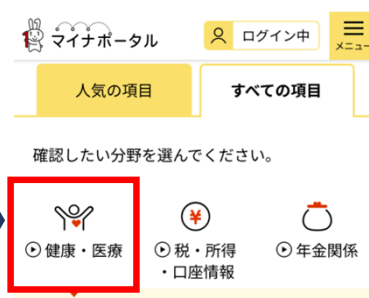 マイナポータル
ログイン中
メニュー
人気の項目
すべての項目
確認したい分野を選んでください。
健康・医療
税・所得
・口座情報
年金関係